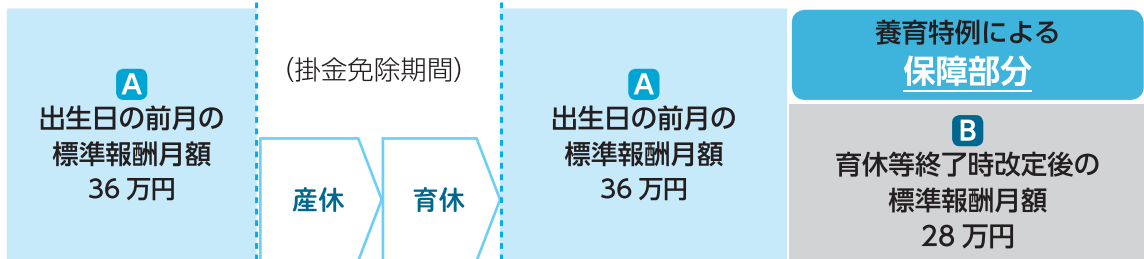 A
出生日の前月の
標準報酬月額
36 万円
（掛金免除期間）
産休
育休
A
出生日の前月の
標準報酬月額
36 万円
養育特例による
保障部分
B
育休等終了時改定後の
標準報酬月額
28 万円